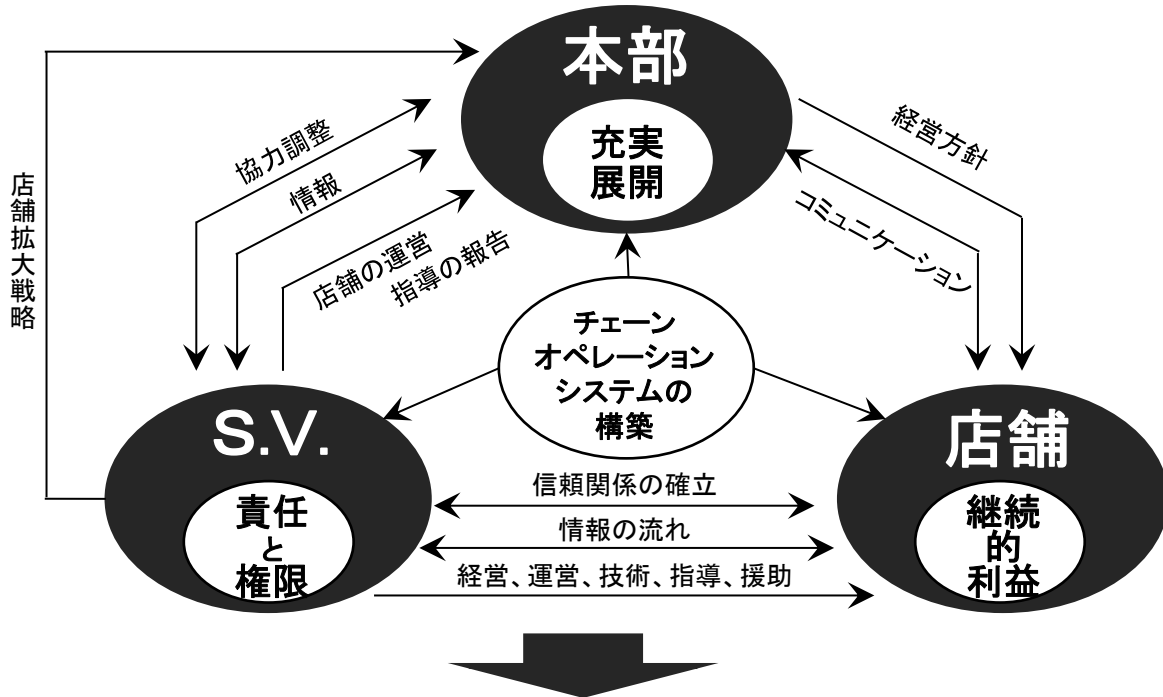 本部
充実
展開
協力調整
情報
店舗の運営
指導の報告
店舗拡大戦略
経営方針
コミュニケーション
チェーン
オペレーション
システムの
構築
S.V.
責任
と
権限
信頼関係の確立
情報の流れ
経営、運営、技術、指導、援助
店舗
継続
的
利益